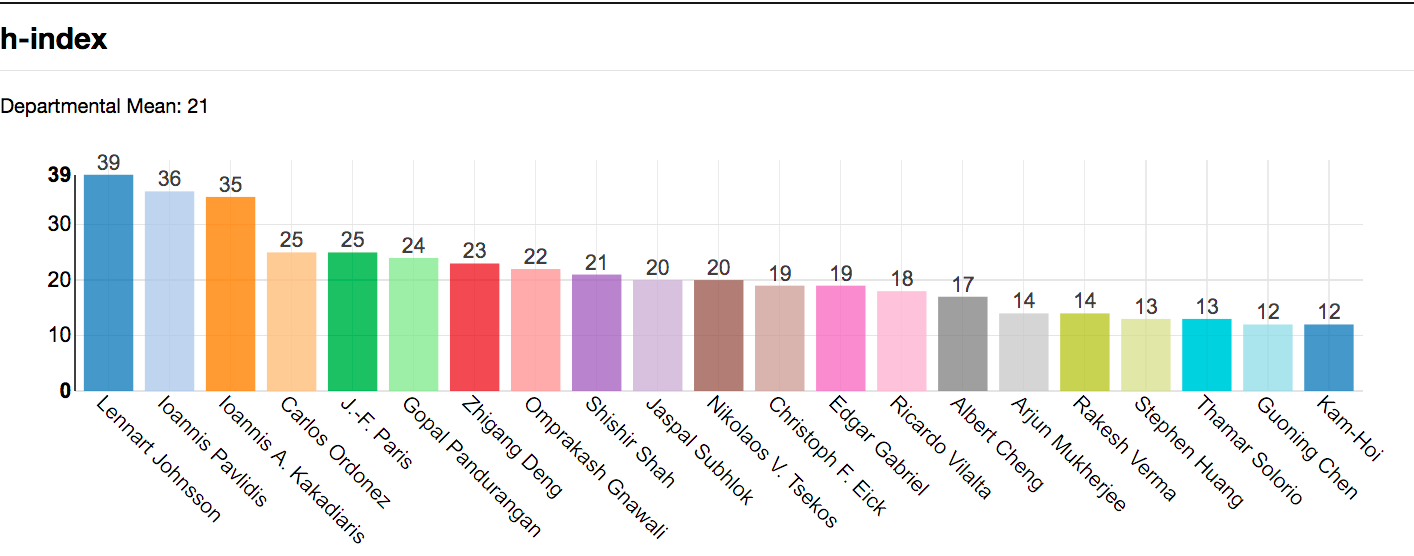 h-index
Departmental Mean: 21
39
30
20
10
0
39
36
35
25
25
24
23
22
21
20
20
19
19
18
17
14
14
13
13
12
12
Lennart Johnsson
Ioannis Pavlidis
Ioannis A. Kakadiaris
Carlos Ordonez
J.-F. Paris
Gopal Pandurangan
Zhigang Deng
Omprakash Gnawali
Shishir Shah
Jaspal Subhlok
Nikolaos V. Tsekos
Christoph F. Eick
Edgar Gabriel
Ricardo Vilalta
Albert Cheng
Arjun Mukherjee
Rakesh Verma
Stephen Huang
Thamar Solorio
Guoning Chen
Kam-Hoi